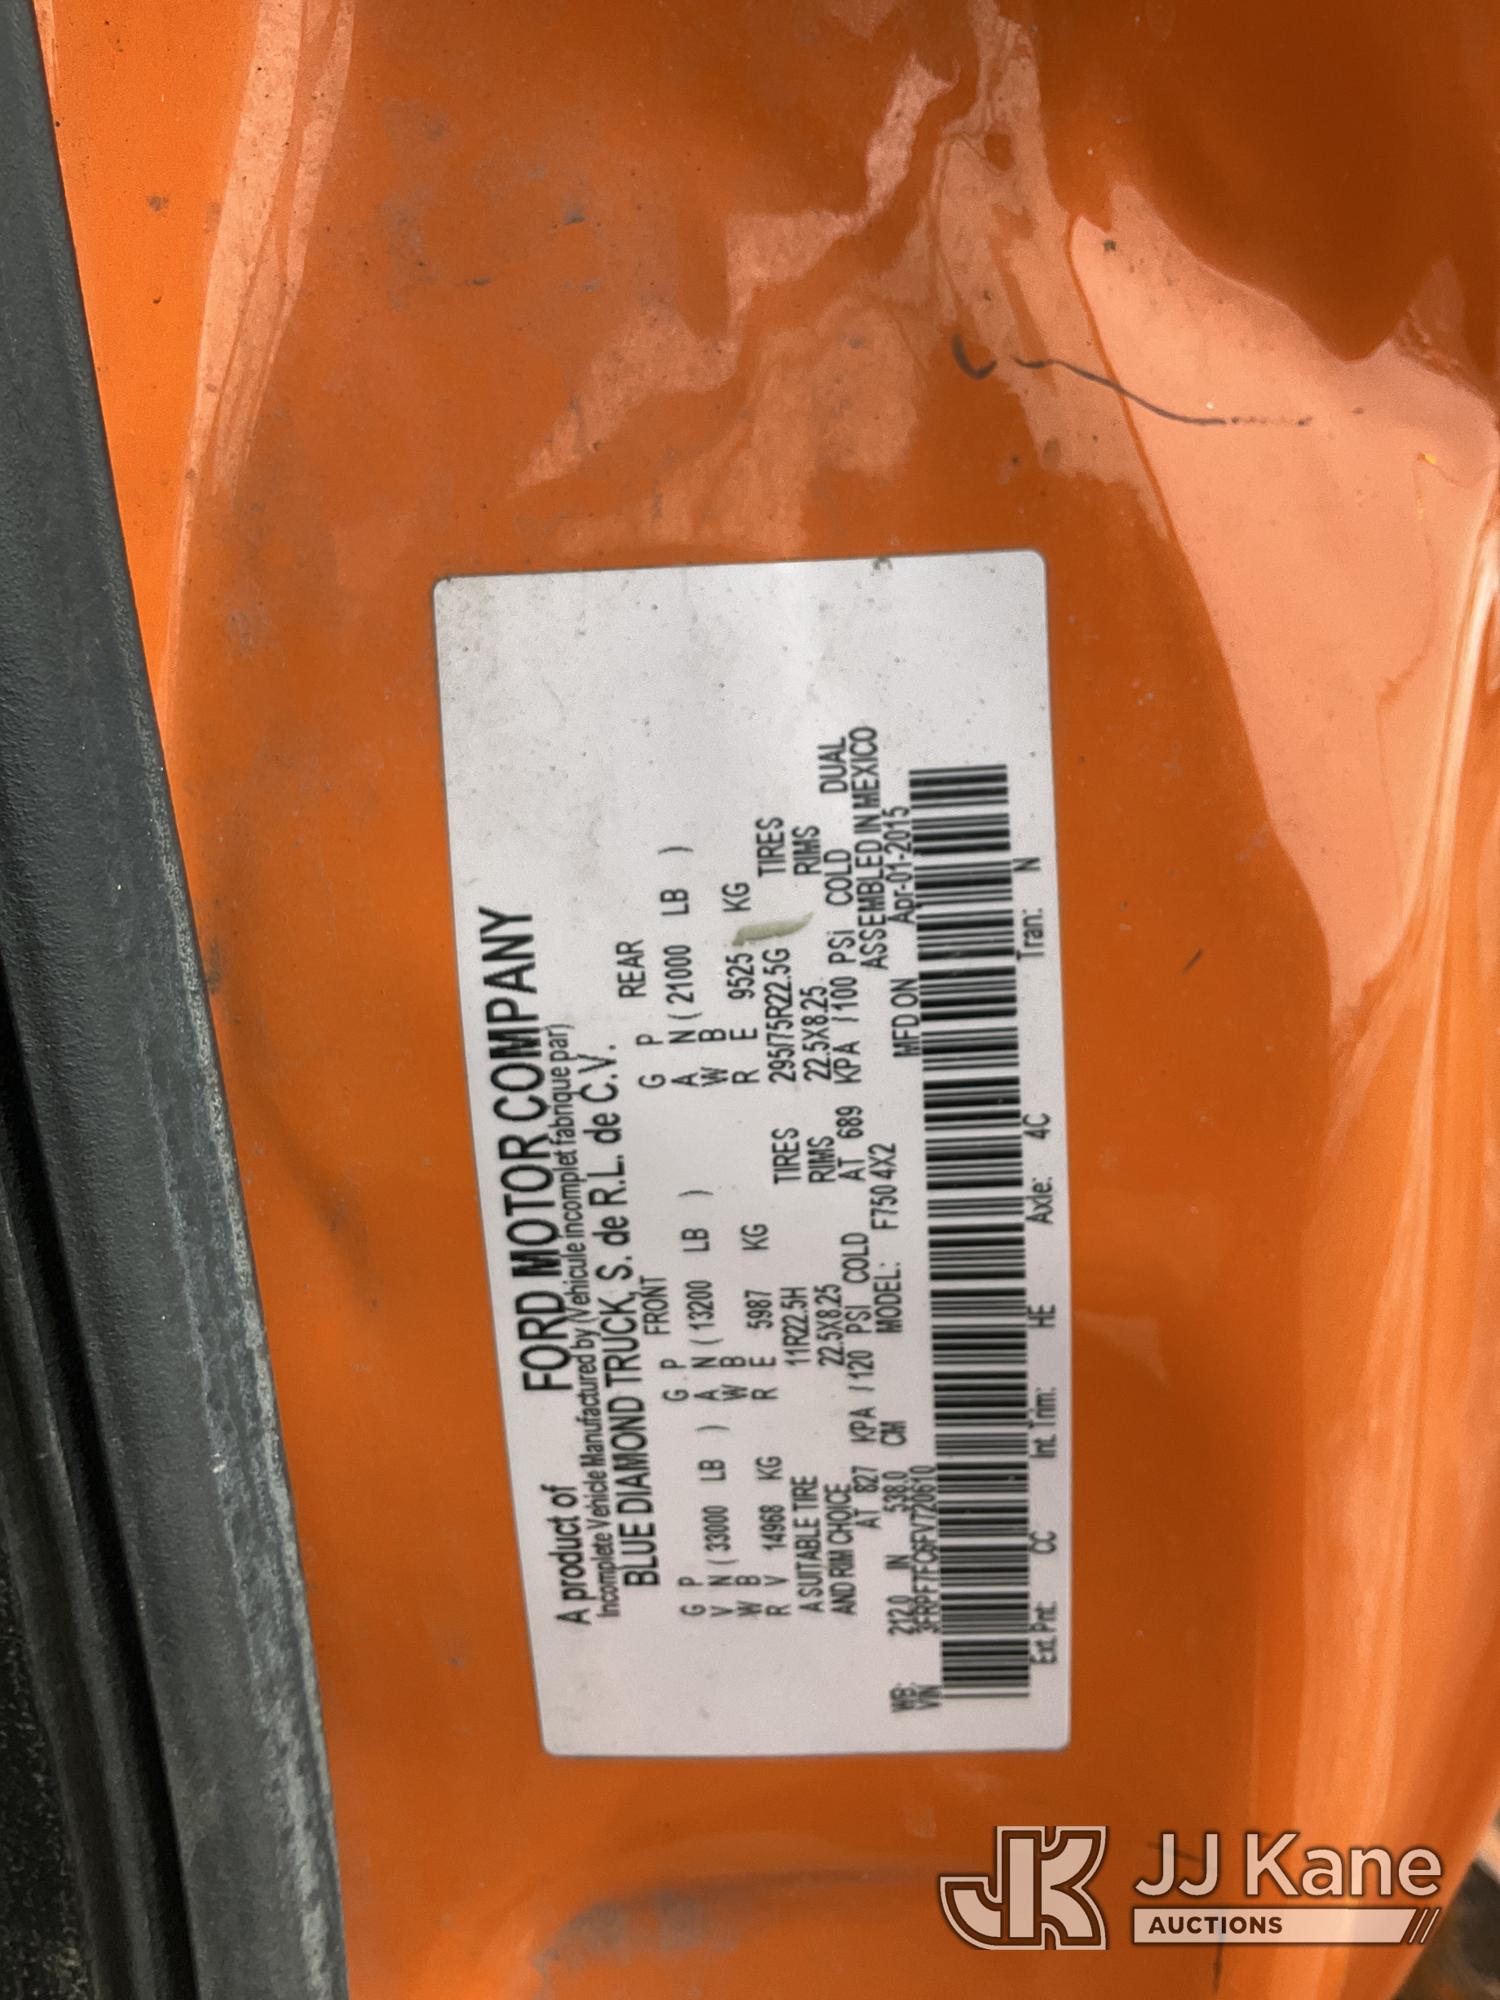 A product of FORD MOTOR COMPANY
Incomplete Vehicle Manufactured by (Vehicule incomplet fabrique par)
BLUE DIAMOND TRUCK, S. de R.L. de C.V.
FRONT REAR
G P G P G P
V N ( 33000 LB ) A N ( 13200 LB ) A N ( 21000 LB )
W B W B W B
R V 14968 KG R E 5987 KG R E 9525 KG
A SUITABLE TIRE 11R22.5H TIRES 295/75R22.5G TIRES
AND RIM CHOICE 22.5X8.25 RIMS 22.5X8.25 RIMS
AT 827 KPA / 120 PSI COLD AT 689 KPA / 100 PSi COLD DUAL
WB: 212.0 IN 538.0 CM MODEL: F750 4X2 ASSEMBLED IN MEXICO
VIN 3FRPF7FC6FV720610 MFD ON Apr-01-2015
Ext. Pnt: CC Int. Trim: HE Axle: 4C Tran: N
JK JJ Kane
AUCTIONS